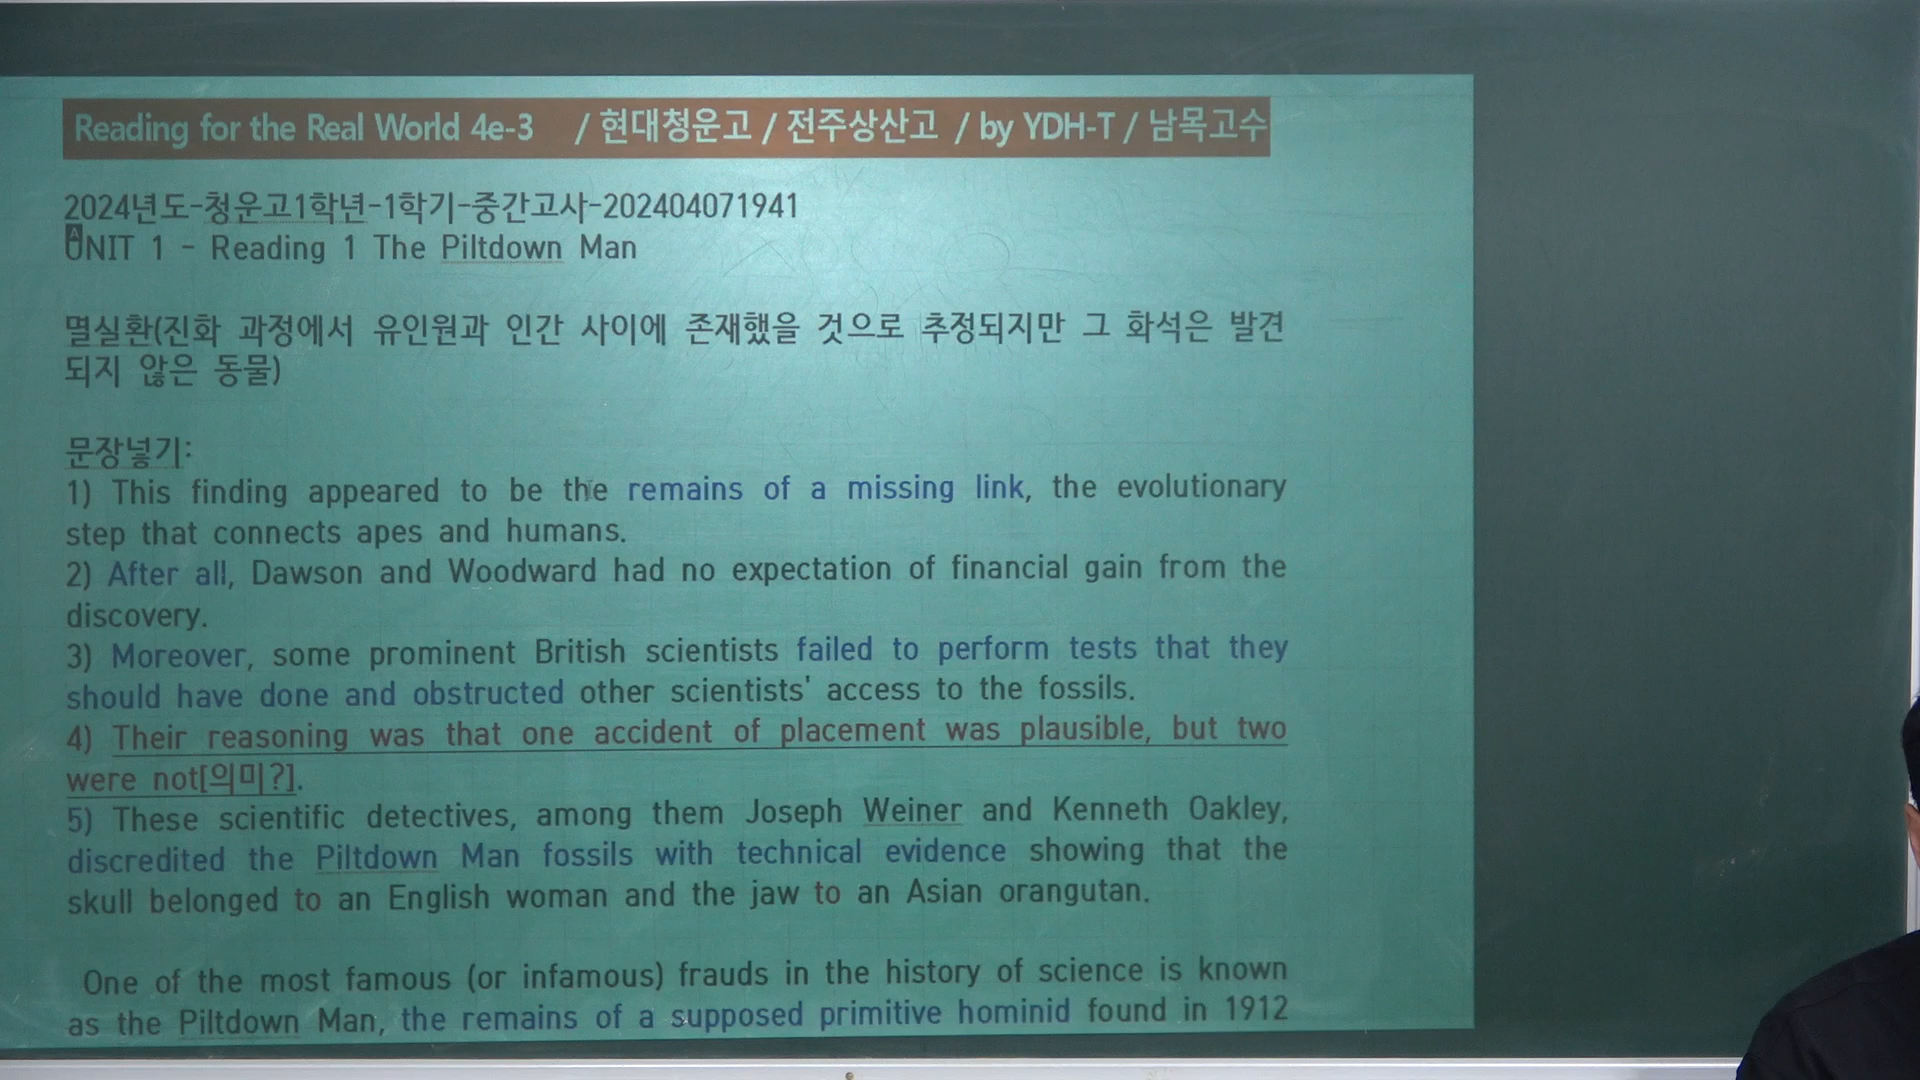 Reading for the Real World 4e-3 / 현대청운고 / 전주상산고 / by YDH-T / 남목고수
2024년도-청운고1학년-1학기-중간고사-202404071941
UNIT 1 - Reading 1 The Piltdown Man
멸실환(진화 과정에서 유인원과 인간 사이에 존재했을 것으로 추정되지만 그 화석은 발견
되지 않은 동물)
문장넣기:
1) This finding appeared to be the remains of a missing link, the evolutionary
step that connects apes and humans.
2) After all, Dawson and Woodward had no expectation of financial gain from the
discovery.
3) Moreover, some prominent British scientists failed to perform tests that they
should have done and obstructed other scientists' access to the fossils.
4) Their reasoning was that one accident of placement was plausible, but two
were not[의미?].
5) These scientific detectives, among them Joseph Weiner and Kenneth Oakley,
discredited the Piltdown Man fossils with technical evidence showing that the
skull belonged to an English woman and the jaw to an Asian orangutan.
One of the most famous (or infamous) frauds in the history of science is known
as the Piltdown Man, the remains of a supposed primitive hominid found in 1912